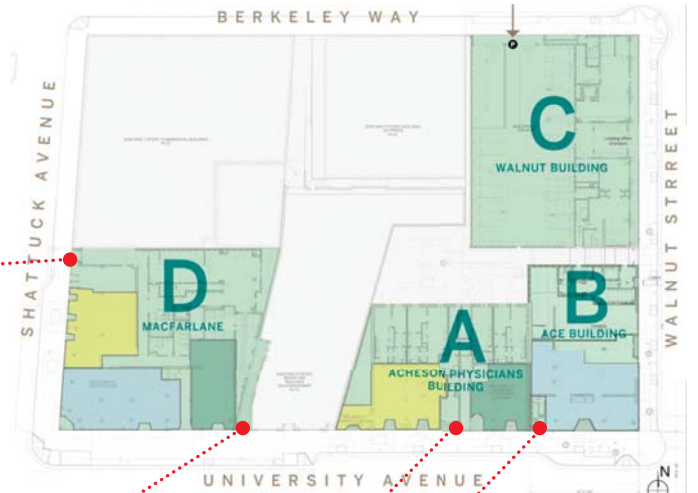 BERKELEY WAY
P
C
WALNUT BUILDING
SHATTUCK AVENUE
WALNUT STREET
D
MACFARLANE
B
ACE BUILDING
A
ACHESON PHYSICIANS
BUILDING
UNIVERSITY AVENUE
N